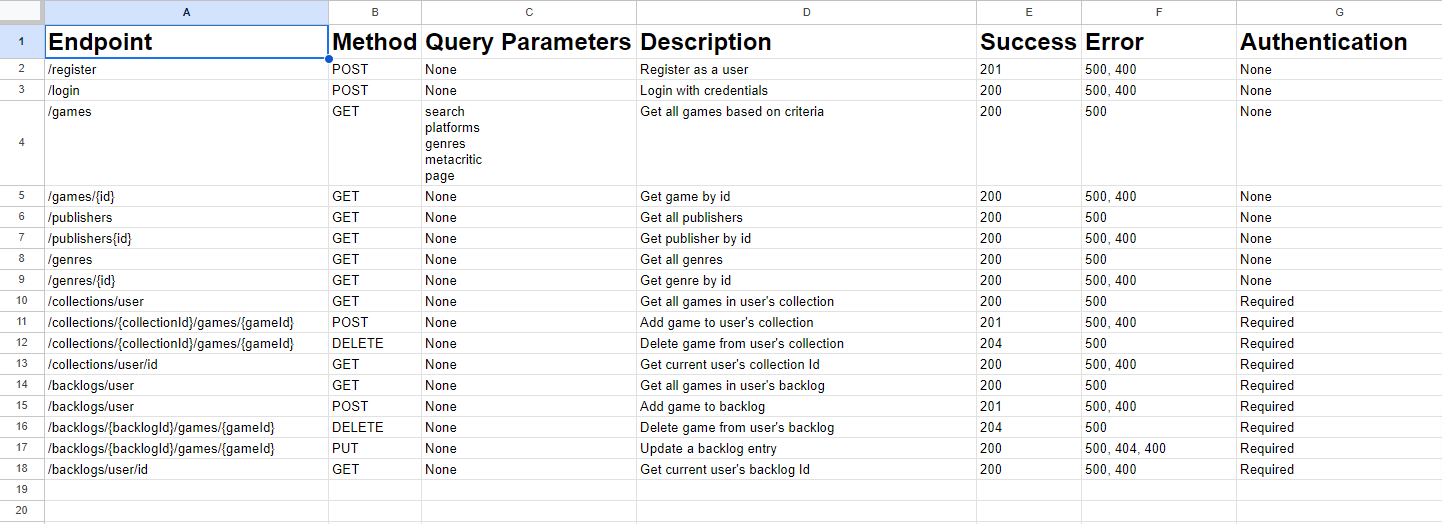 A B C D E F G
1 Endpoint Method Query Parameters Description Success Error Authentication
2 /register POST None Register as a user 201 500, 400 None
3 /login POST None Login with credentials 200 500, 400 None
4 /games GET search Get all games based on criteria 200 500 None
platforms
genres
metacritic
page
5 /games/{id} GET None Get game by id 200 500, 400 None
6 /publishers GET None Get all publishers 200 500 None
7 /publishers{id} GET None Get publisher by id 200 500, 400 None
8 /genres GET None Get all genres 200 500 None
9 /genres/{id} GET None Get genre by id 200 500, 400 None
10 /collections/user GET None Get all games in user's collection 200 500 Required
11 /collections/{collectionId}/games/{gameId} POST None Add game to user's collection 201 500, 400 Required
12 /collections/{collectionId}/games/{gameId} DELETE None Delete game from user's collection 204 500 Required
13 /collections/user/id GET None Get current user's collection Id 200 500, 400 Required
14 /backlogs/user GET None Get all games in user's backlog 200 500 Required
15 /backlogs/user POST None Add game to backlog 201 500, 400 Required
16 /backlogs/{backlogId}/games/{gameId} DELETE None Delete game from user's backlog 204 500 Required
17 /backlogs/{backlogId}/games/{gameId} PUT None Update a backlog entry 200 500, 404, 400 Required
18 /backlogs/user/id GET None Get current user's backlog Id 200 500, 400 Required
19
20